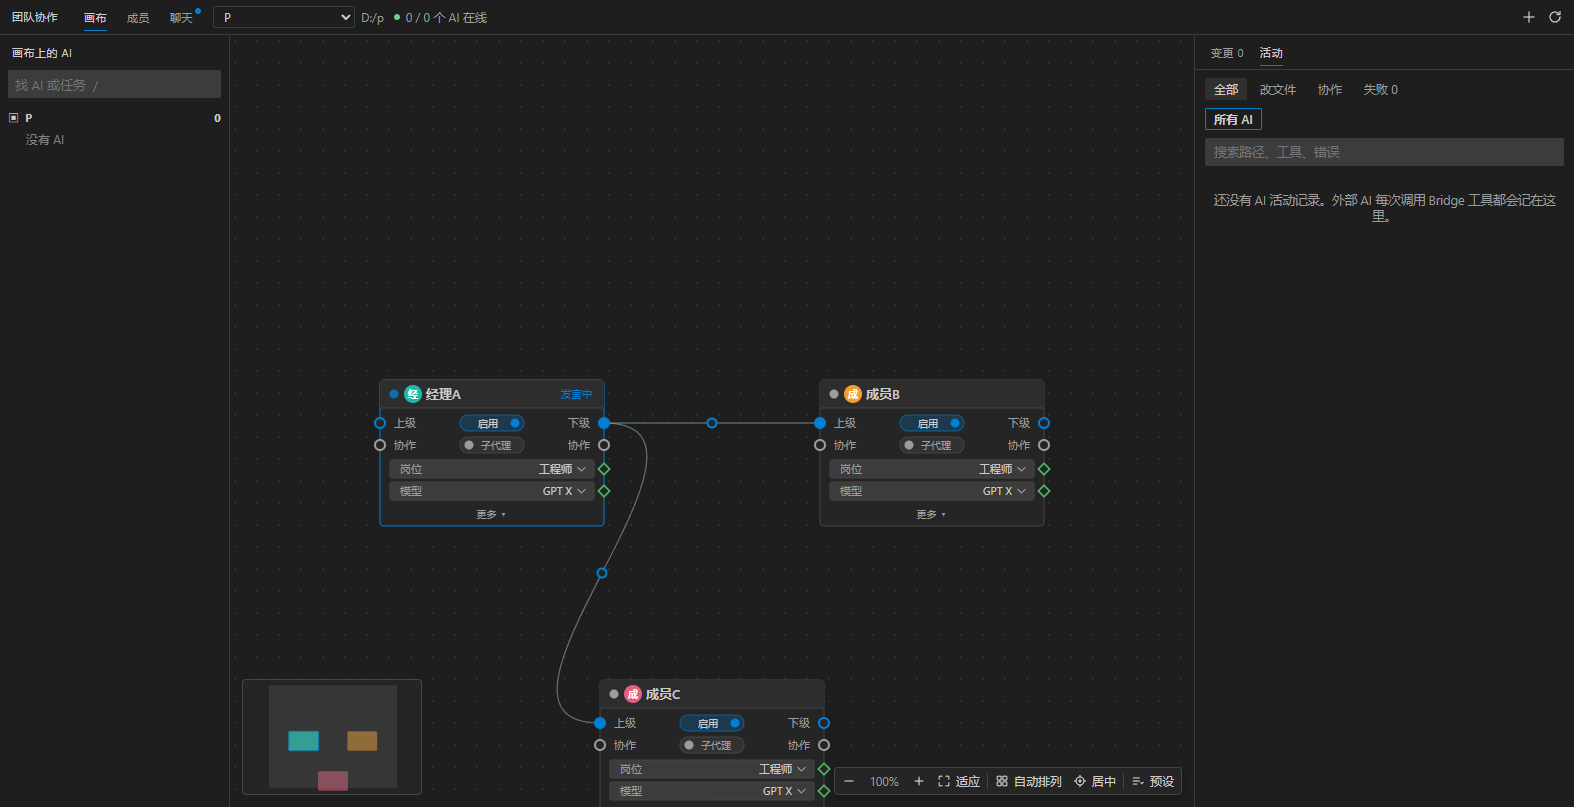 团队协作 画布 成员 聊天 P D:/p 0 / 0 个 AI 在线
画布上的 AI
找 AI 或任务 /
P 0
没有 AI
经理A 发言中
经
上级 启用 下级
协作 子代理 协作
岗位 工程师
模型 GPT X
更多
成 成员B
上级 启用 下级
协作 子代理 协作
岗位 工程师
模型 GPT X
更多
成 成员C
上级 启用 下级
协作 子代理 协作
岗位 工程师
模型 GPT X
100% 适应 自动排列 居中 预设
变更 0 活动
全部 改文件 协作 失败 0
所有 AI
搜索路径、工具、错误
还没有 AI 活动记录。外部 AI 每次调用 Bridge 工具都会记在这
里。